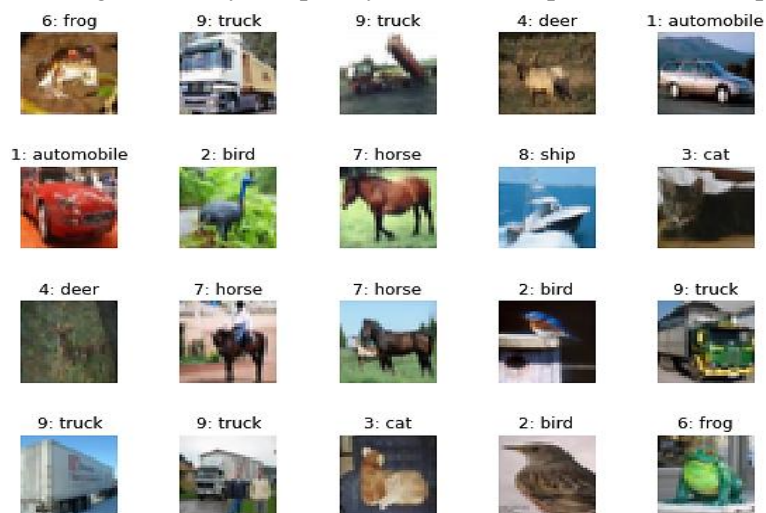 6: frog 9: truck 9: truck 4: deer 1: automobile
1: automobile 2: bird 7: horse 8: ship 3: cat
4: deer 7: horse 7: horse 2: bird 9: truck
9: truck 9: truck 3: cat 2: bird 6: frog